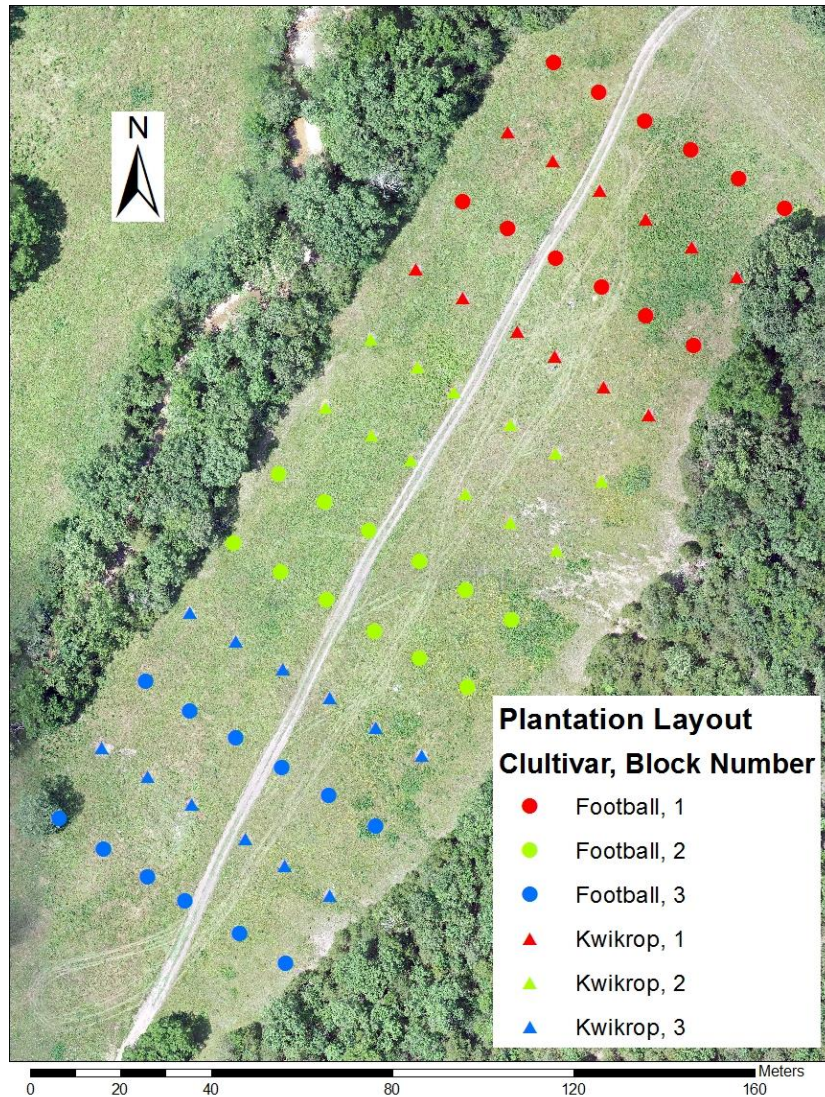 N
Plantation Layout
Clultivar, Block Number
Football, 1
Football, 2
Football, 3
Kwikrop, 1
Kwikrop, 2
Kwikrop, 3
Meters
0 20 40 80 120 160